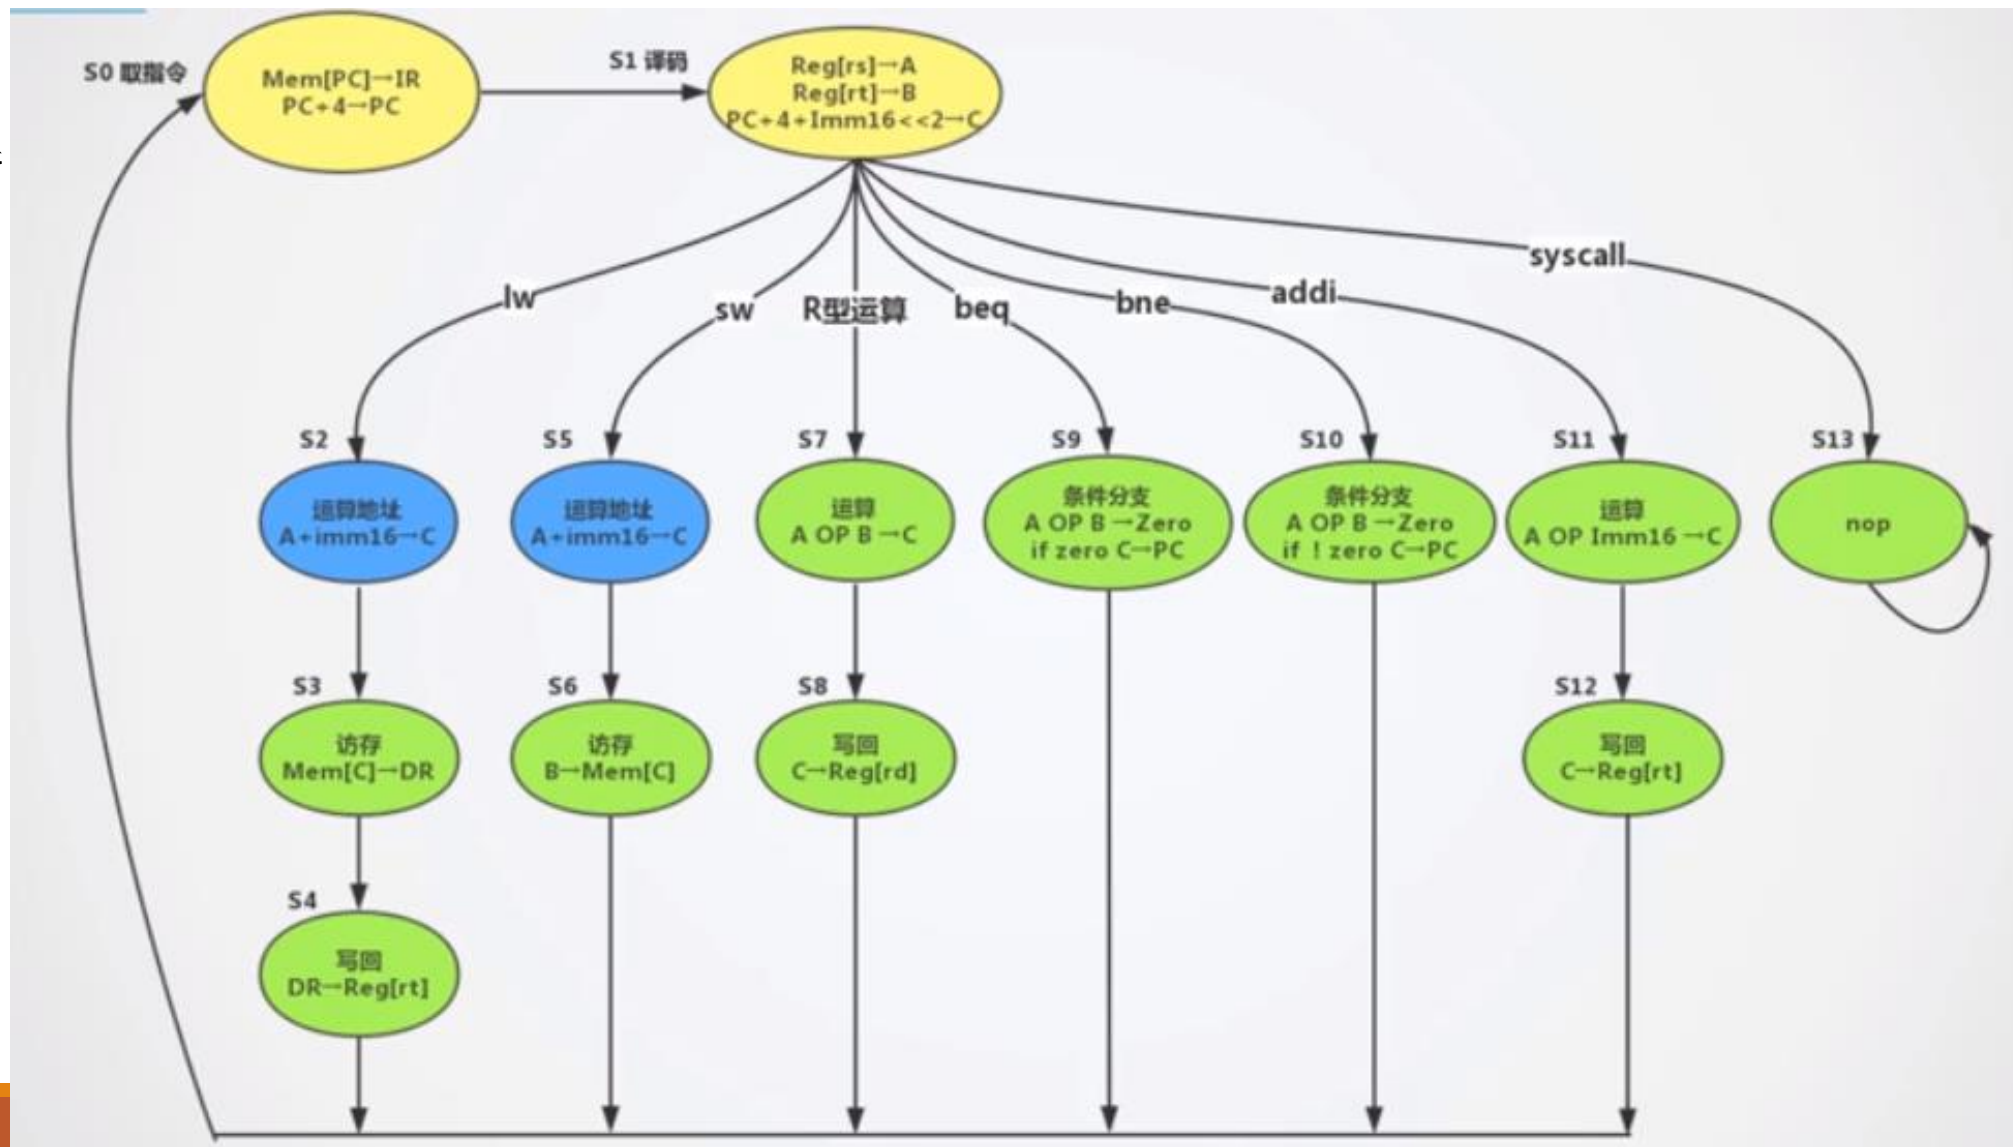 S0 取指令
Mem[PC]→IR
PC+4→PC
S1 译码
Reg[rs]→A
Reg[rt]→B
PC+4+Imm16<<2→C
lw
sw
R型运算
beq
bne
addi
syscall
S2
运算地址
A+imm16→C
S5
运算地址
A+imm16→C
S7
运算
A OP B →C
S9
条件分支
A OP B →Zero
if zero C→PC
S10
条件分支
A OP B →Zero
if ! zero C→PC
S11
运算
A OP Imm16 →C
S13
nop
S3
访存
Mem[C]→DR
S6
访存
B→Mem[C]
S8
写回
C→Reg[rd]
S12
写回
C→Reg[rt]
S4
写回
DR→Reg[rt]